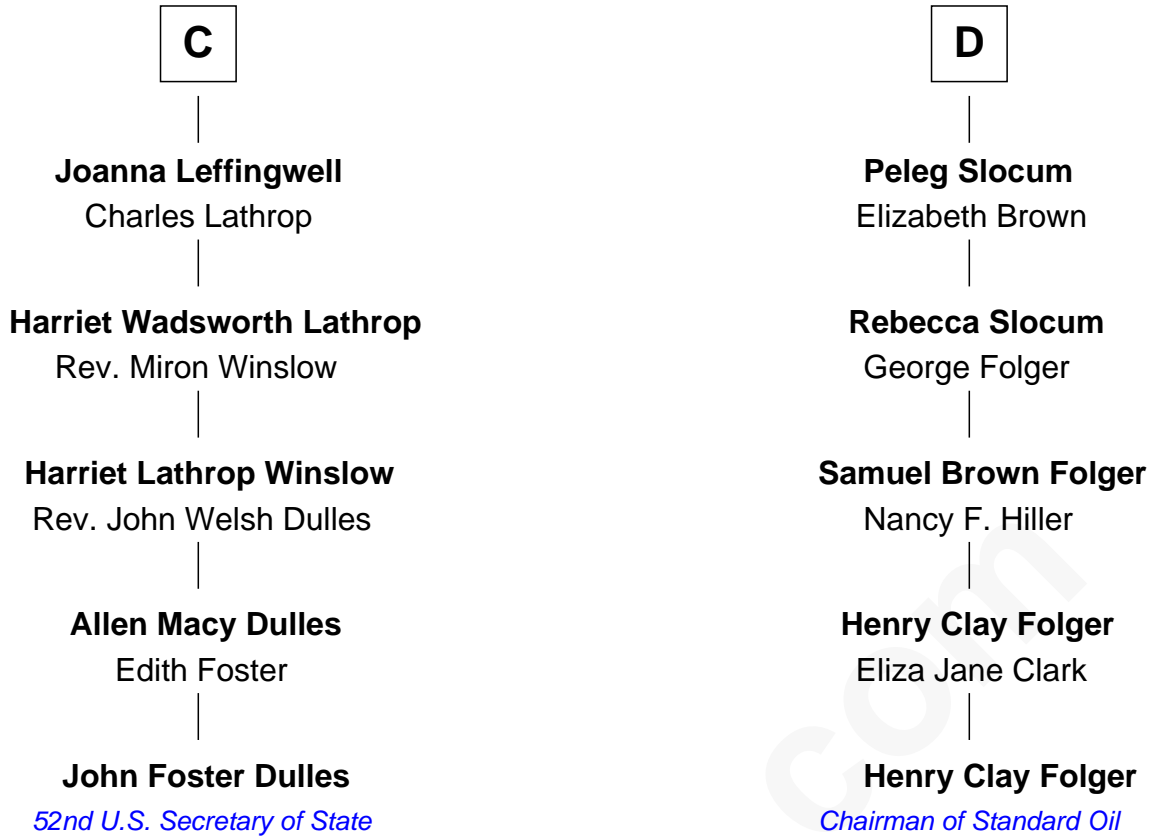 C
Joanna Leffingwell
Charles Lathrop
Harriet Wadsworth Lathrop
Rev. Miron Winslow
Harriet Lathrop Winslow
Rev. John Welsh Dulles
Allen Macy Dulles
Edith Foster
John Foster Dulles
52nd U.S. Secretary of State
D
Peleg Slocum
Elizabeth Brown
Rebecca Slocum
George Folger
Samuel Brown Folger
Nancy F. Hiller
Henry Clay Folger
Eliza Jane Clark
Henry Clay Folger
Chairman of Standard Oil
com